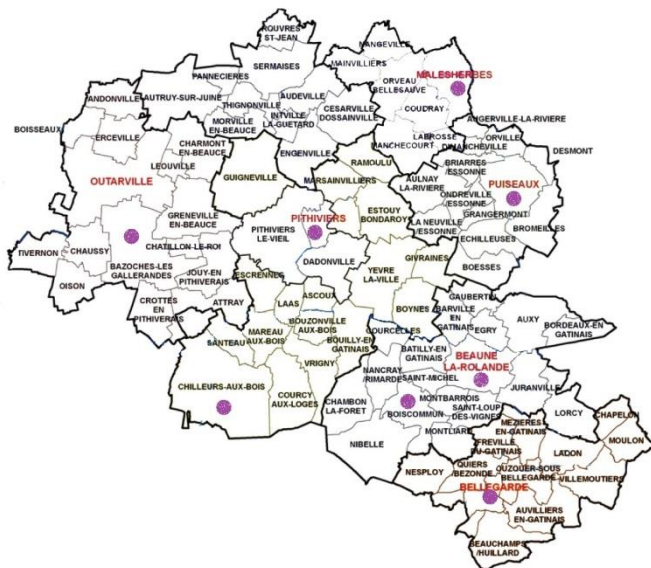 ROUVRES
ST-JEAN
NANGEVILLE
MAINVILLIERS
SERMAISES
PANNECIERES
MALESHERBES
ORVEAU
BELLESAUVE
ANDONVILLE
AUTRUY-SUR-JUINE
AUDEVILLE
THIGNONVILLE
CESARVILLE
DOSSAINVILLE
COUDRAY
INTVILLE
LA-GUETARD
MORVILLE
EN-BEAUCE
ANGERVILLE-LA-RIVIERE
BOISSEAUX
ERCEVILLE
LABROSSE
ORVILLE
DIMANCHEVILLE
MANCHECOURT
CHARMONT
EN-BEAUCE
ENGENVILLE
DESMONT
LEOUVILLE
RAMOULU
BRIARRES
/ESSONNE
OUTARVILLE
GUIGNEVILLE
MARSAINVILLIERS
AULNAY
LA-RIVIERE
PUISEAUX
ONDREVILLE
/ESSONNE
GRENEVILLE
EN-BEAUCE
PITHIVIERS
ESTOUY
BONDAROY
LA NEUVILLE
/ESSONNE
GRANGERMONT
BROMEILLES
PITHIVIERS
LE-VIEIL
ECHILLEUSES
TIVERNON
CHAUSSY
CHATILLON-LE-ROI
DADONVILLE
GIVRAINES
BOESSES
BAZOCHES-LES
GALLERANDES
JOUY-EN
PITHIVERAIS
ESCRENNES
YEVRE
LA-VILLE
OISON
ATTRAY
ASCOUX
LAAS
GAUBERTEL
CROTTES
EN
PITHIVERAIS
BOYNES
BARVILLE
EN
GATINAIS
AUXY
BORDEAUX-EN
GATINAIS
EGRY
BOUZONVILLE
AUX-BOIS
COURCELLES
MAREAU
AUX-BOIS
SANTEAU
BOUILLY-EN
GATINAIS
BATILLY-EN
GATINAIS
BEAUNE
LA-ROLANDE
VRIGNY
NANCRAY
/RIMARDE
SAINT-MICHEL
CHILLEURS-AUX-BOIS
JURANVILLE
COURCY
AUX-LOGES
CHAMBON
LA-FORET
MONTBARROIS
BOISCOMMUN
SAINT-LOUP
DES-VIGNES
LORCY
CHAPELON
MEZIERES
EN-GATINAIS
MONTLIARD
FREVILLE
DU-GATINAIS
MOULON
NIBELLE
LADON
NESPLOY
QUIERS
/BEZONDE
OUZOUER-SOUS
BELLEGARDE
VILLEMOUTIERS
BELLEGARDE
AUVILLIERS
EN-GATINAIS
BEAUCHAMPS
/HUILLARD